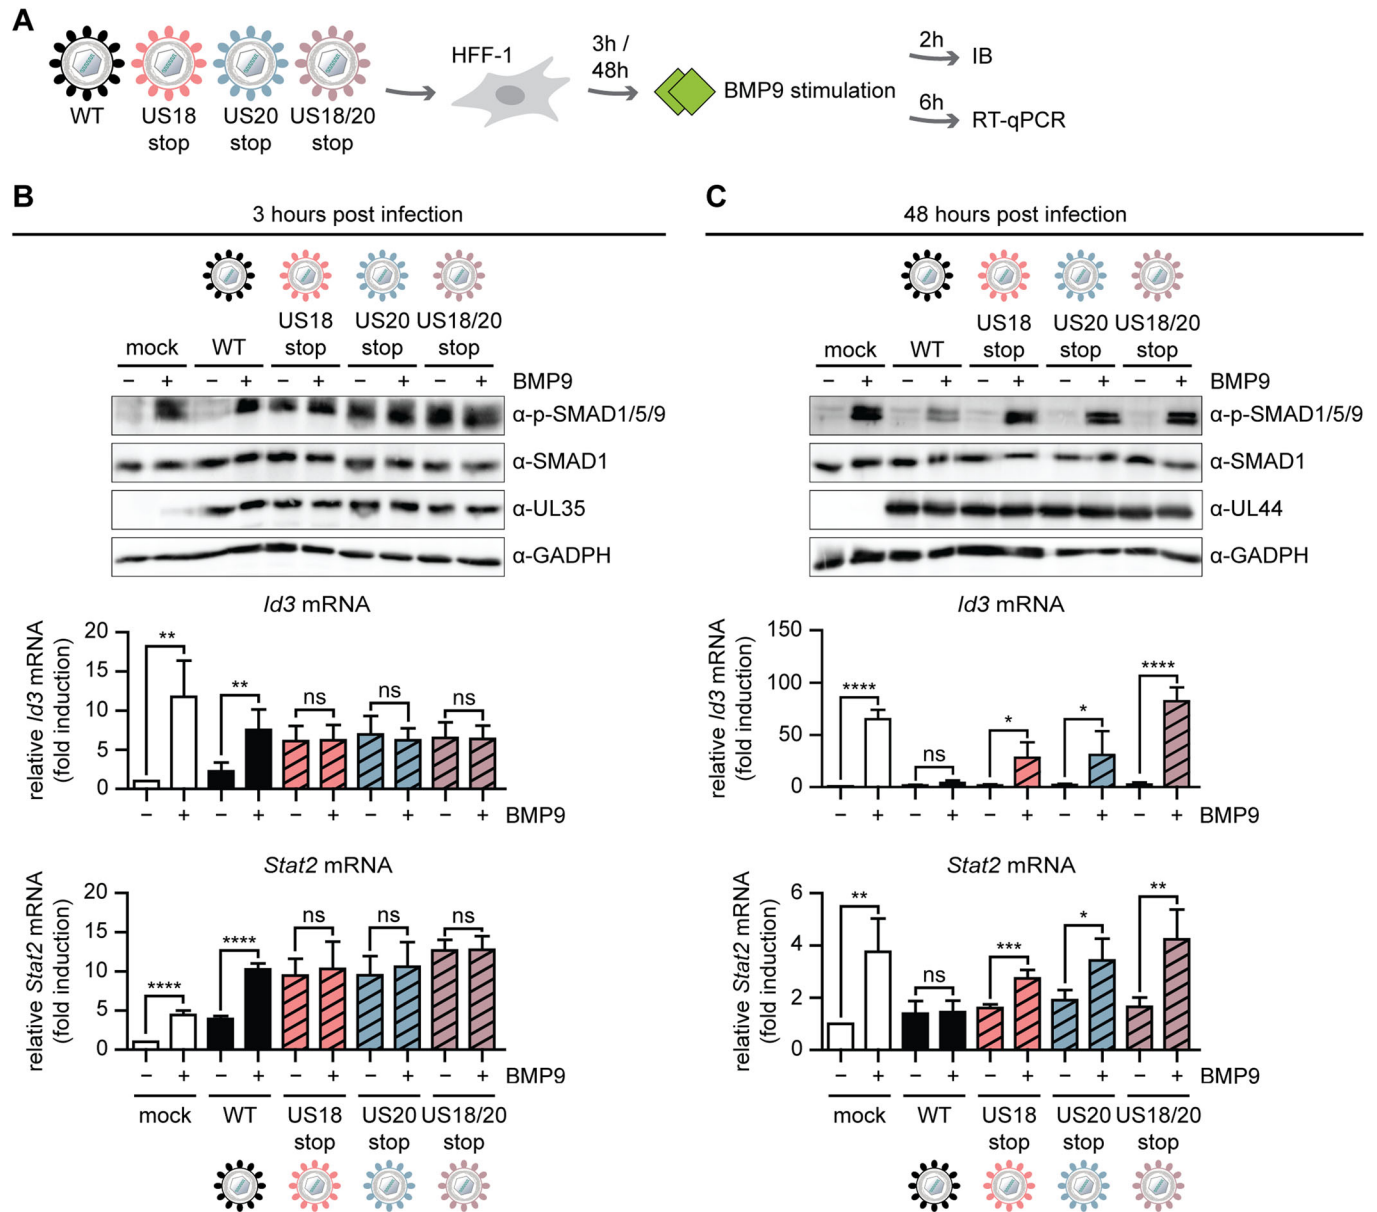 A
WT
US18
stop
US20
stop
US18/20
stop
HFF-1
3h /
48h
BMP9 stimulation
2h
IB
6h
RT-qPCR
B
3 hours post infection
mock
WT
US18
stop
US20
stop
US18/20
stop
− + − + − + − + − + BMP9
α-p-SMAD1/5/9
α-SMAD1
α-UL35
α-GADPH
Id3 mRNA
relative Id3 mRNA
(fold induction)
20
15
10
5
0
** ** ns ns ns
− + − + − + − + − + BMP9
Stat2 mRNA
relative Stat2 mRNA
(fold induction)
20
15
10
5
0
**** **** ns ns ns
− + − + − + − + − + BMP9
mock
WT
US18
stop
US20
stop
US18/20
stop
C
48 hours post infection
mock
WT
US18
stop
US20
stop
US18/20
stop
− + − + − + − + − + BMP9
α-p-SMAD1/5/9
α-SMAD1
α-UL44
α-GADPH
Id3 mRNA
relative Id3 mRNA
(fold induction)
150
100
50
0
**** ns * * ****
− + − + − + − + − + BMP9
Stat2 mRNA
relative Stat2 mRNA
(fold induction)
6
4
2
0
** ns *** * **
− + − + − + − + − + BMP9
mock
WT
US18
stop
US20
stop
US18/20
stop